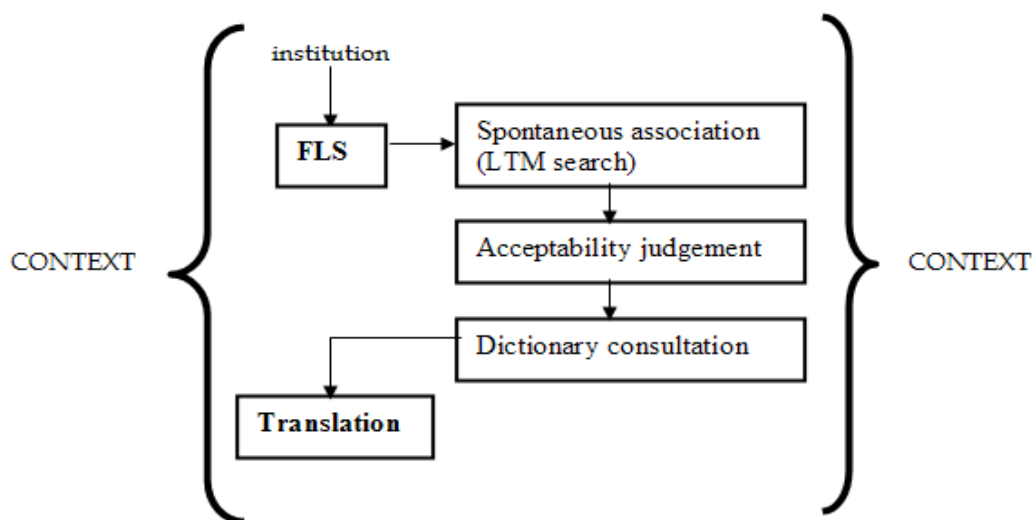 institution
FLS
Spontaneous association
(LTM search)
Acceptability judgement
CONTEXT
CONTEXT
Dictionary consultation
Translation